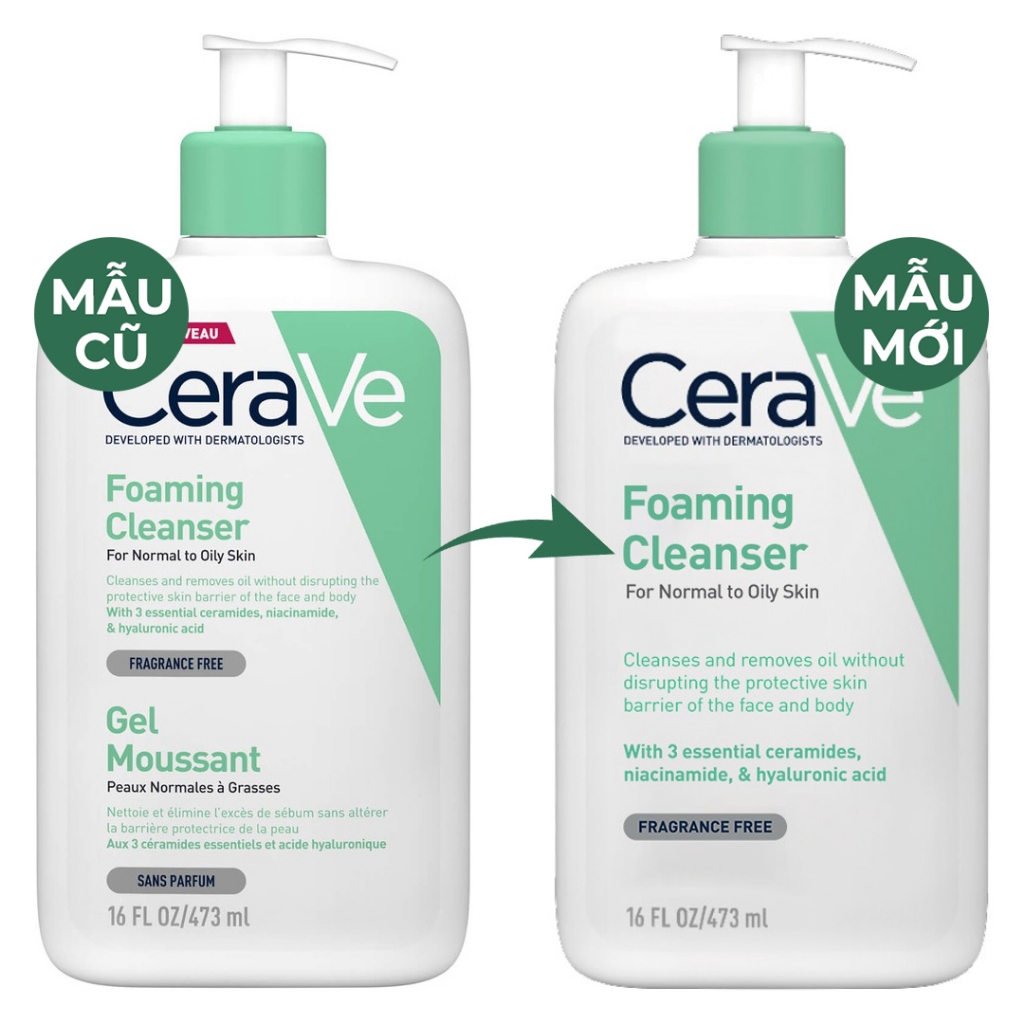 MẪU
CŨ
VEAU
CeraVe
DEVELOPED WITH DERMATOLOGISTS
Foaming
Cleanser
For Normal to Oily Skin
Cleanses and removes oil without disrupting the
protective skin barrier of the face and body
With 3 essential ceramides, niacinamide,
& hyaluronic acid
FRAGRANCE FREE
Gel
Moussant
Peaux Normales à Grasses
Nettoie et élimine l'excès de sébum sans altérer
la barrière protectrice de la peau
Aux 3 céramides essentiels et acide hyaluronique
SANS PARFUM
16 FL OZ/473 ml
MẪU
MỚI
CeraVe
DEVELOPED WITH DERMATOLOGISTS
Foaming
Cleanser
For Normal to Oily Skin
Cleanses and removes oil without
disrupting the protective skin
barrier of the face and body
With 3 essential ceramides,
niacinamide, & hyaluronic acid
FRAGRANCE FREE
16 FL OZ/473 ml